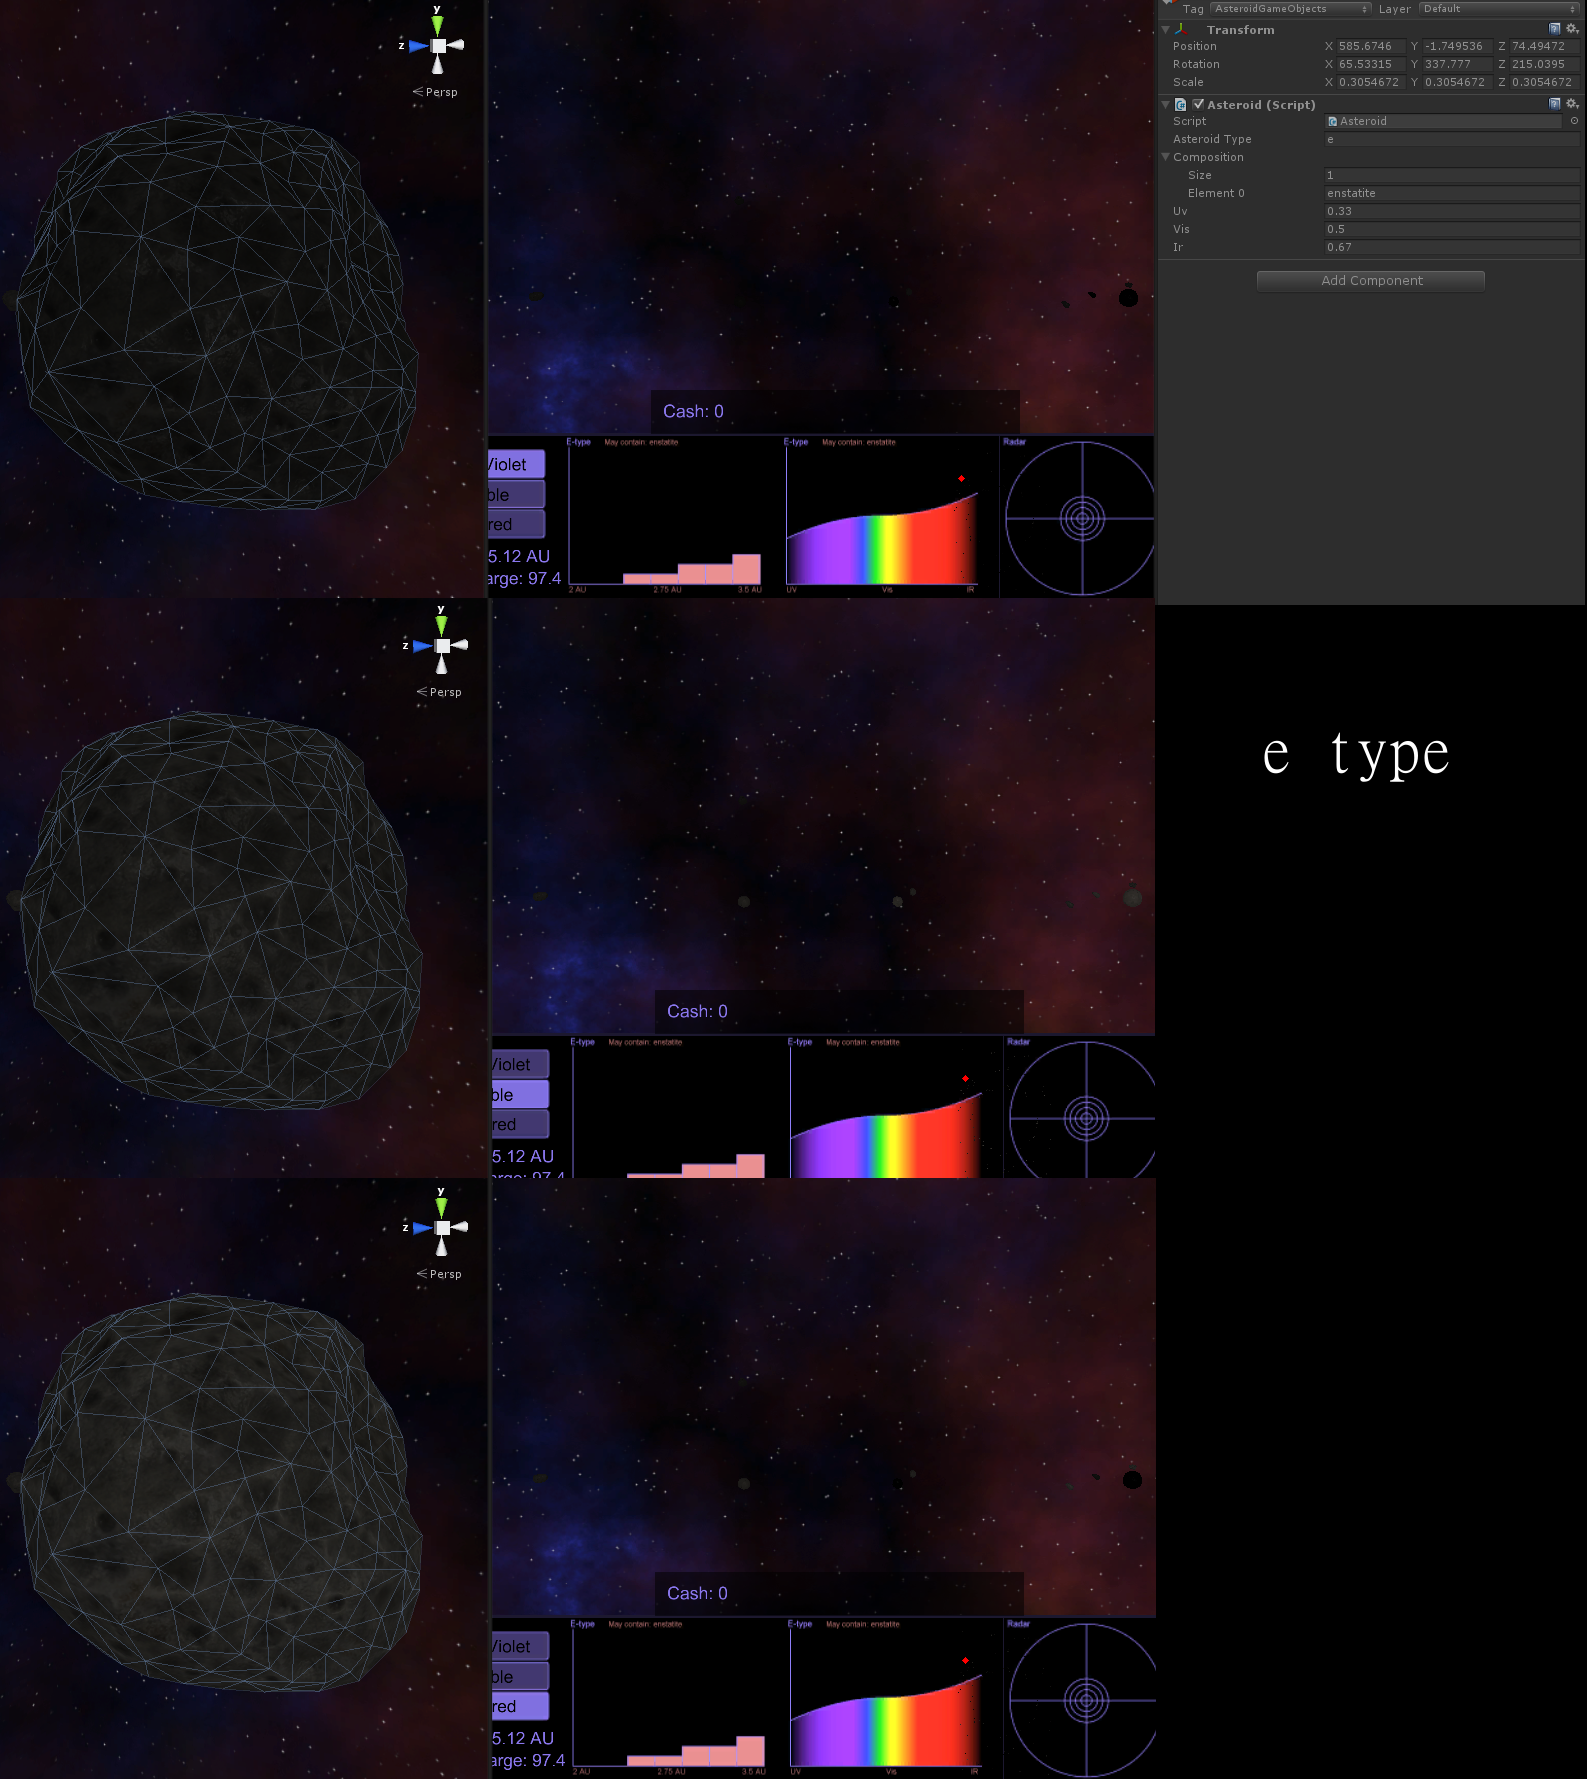 y
z
< Persp
Cash: 0
E-type May contain: enstatite
E-type May contain: enstatite
Radar
Violet
ble
red
5.12 AU
arge: 97.4
2 AU 2.75 AU 3.5 AU
UV Vis IR
Tag AsteroidGameObjects Layer Default
Transform
Position X 585.6746 Y -1.749536 Z 74.49472
Rotation X 65.53315 Y 337.777 Z 215.0395
Scale X 0.3054672 Y 0.3054672 Z 0.3054672
Asteroid (Script)
Script Asteroid
Asteroid Type e
Composition
Size 1
Element 0 enstatite
Uv 0.33
Vis 0.5
Ir 0.67
Add Component
y
z
< Persp
Cash: 0
E-type May contain: enstatite
E-type May contain: enstatite
Radar
Violet
ble
red
5.12 AU
arge: 97.4
e type
y
z
< Persp
Cash: 0
E-type May contain: enstatite
E-type May contain: enstatite
Radar
Violet
ble
red
5.12 AU
arge: 97.4
2 AU 2.75 AU 3.5 AU
UV Vis IR